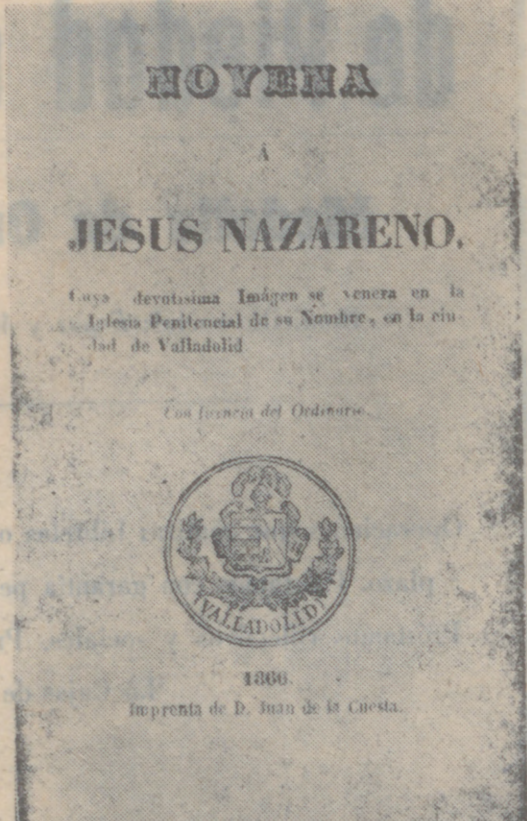 NOVENA
Á
JESUS NAZARENO,
Cuya devotisima Imágen se venera en la
Iglesia Penitencial de su Nombre, en la ciu-
dad de Valladolid
Con licencia del Ordinario.
(VALLADOLID)
1866.
Imprenta de D. Juan de la Cuesta.